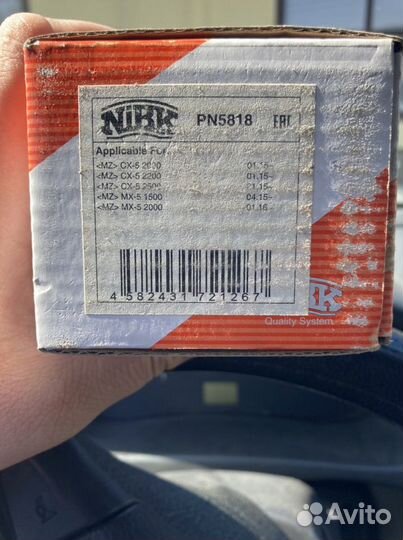 NiBK PN5818 EAC
Applicable For
<MZ> CX-5 2000 01.15~
<MZ> CX-5 2200 01.15~
<MZ> CX-5 2500 01.15~
<MZ> MX-5 1500 04.15~
<MZ> MX-5 2000 01.16~
4 582431 721267
Quality System
Avito